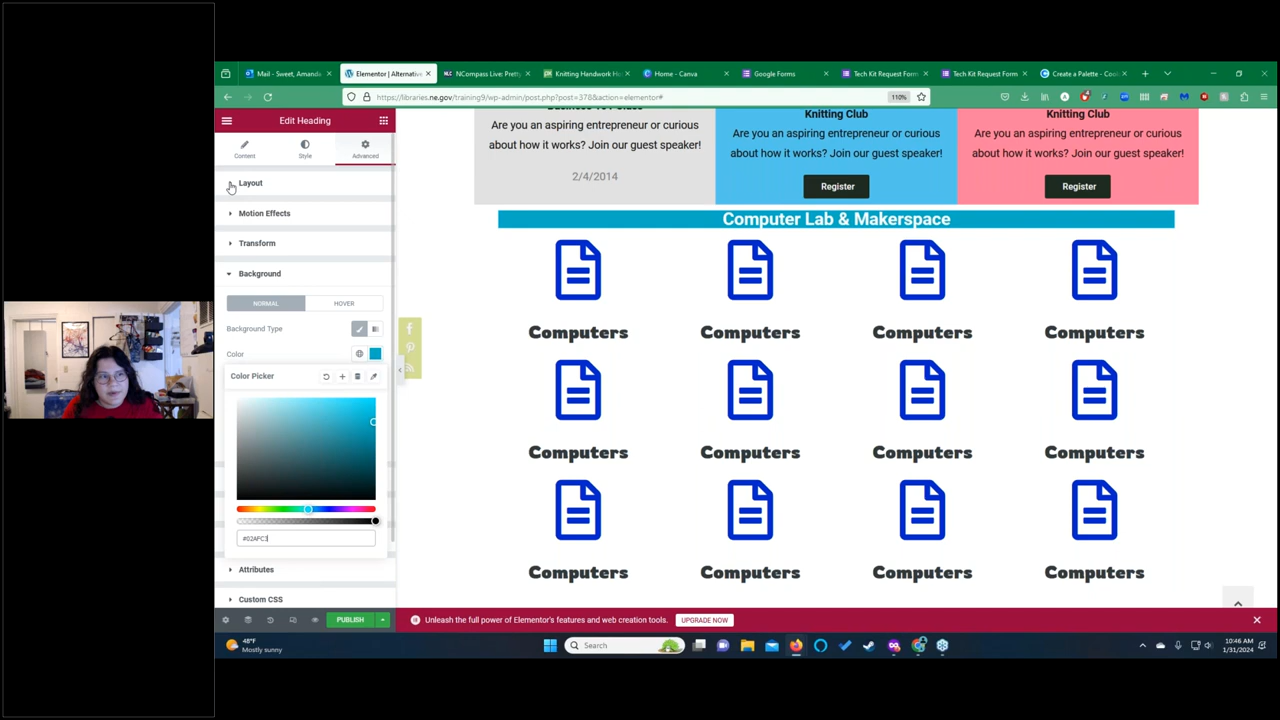 Mail - Sweet, Amanda
Elementor | Alternativ
NCompass Live: Pretty
Knitting Handwork H
Home - Canva
Google Forms
Tech Kit Request Form
Tech Kit Request Form
Create a Palette - Coo
https://libraries.ne.gov/training9/wp-admin/post.php?post=378&action=elementor#
110%
Edit Heading
Content
Style
Advanced
Layout
Motion Effects
Transform
Background
NORMAL
HOVER
Background Type
Color
Color Picker
Attributes
Custom CSS
PUBLISH
Are you an aspiring entrepreneur or curious
about how it works? Join our guest speaker!
2/4/2014
Knitting Club
Are you an aspiring entrepreneur or curious
about how it works? Join our guest speaker!
Register
Knitting Club
Are you an aspiring entrepreneur or curious
about how it works? Join our guest speaker!
Register
Computer Lab & Makerspace
Computers
Computers
Computers
Computers
Computers
Computers
Computers
Computers
Computers
Computers
Computers
Computers
Unleash the full power of Elementor's features and web creation tools.
UPGRADE NOW
48°F
Mostly sunny
Search
10:46 AM
1/31/2024